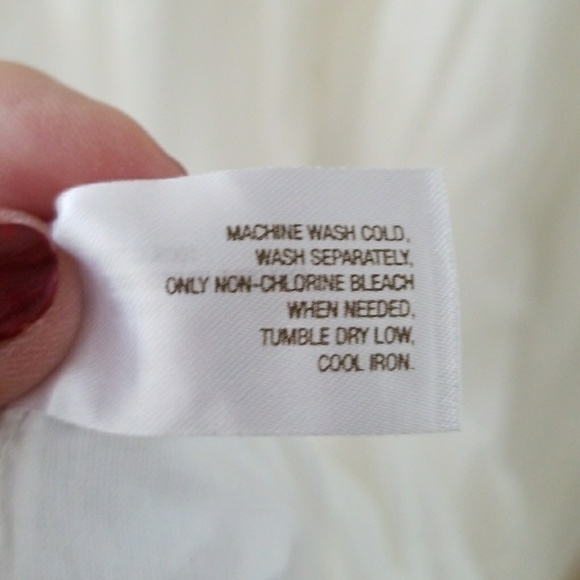 MACHINE WASH COLD,
WASH SEPARATELY,
ONLY NON-CHLORINE BLEACH
WHEN NEEDED,
TUMBLE DRY LOW,
COOL IRON.